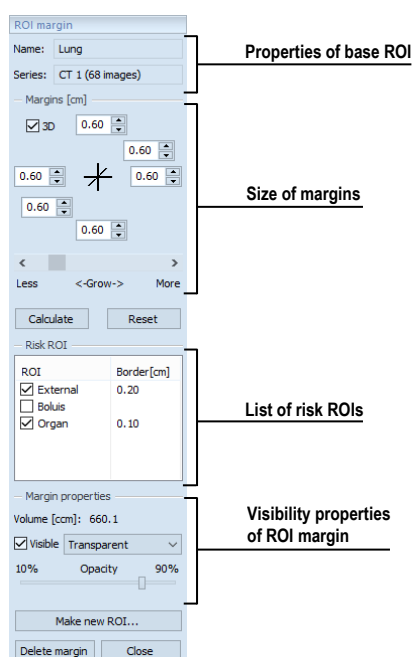 ROI margin
Name: Lung
Series: CT 1 (68 images)
Properties of base ROI
Margins [cm]
3D 0.60
0.60
0.60 0.60
0.60
0.60
Size of margins
< >
Less <-Grow-> More
Calculate Reset
Risk ROI
ROI Border[cm]
External 0.20
Boluis
Organ 0.10
List of risk ROIs
Margin properties
Volume [ccm]: 660.1
Visible Transparent
10% Opacity 90%
Visibility properties
of ROI margin
Make new ROI...
Delete margin Close